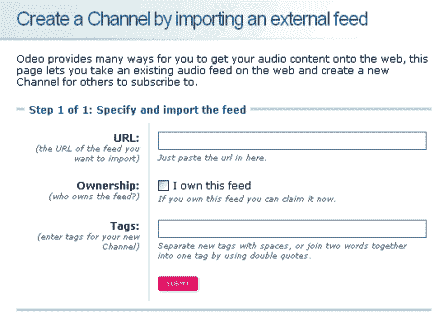 Create a Channel by importing an external feed
Odeo provides many ways for you to get your audio content onto the web, this
page lets you take an existing audio feed on the web and create a new
Channel for others to subscribe to.
Step 1 of 1: Specify and import the feed
URL:
(the URL of the feed you
want to import)
Just paste the url in here.
Ownership:
(who owns the feed?)
I own this feed
If you own this feed you can claim it now.
Tags:
(enter tags for your new
Channel)
Separate new tags with spaces, or join two words together
into one tag by using double quotes.
SUBMIT